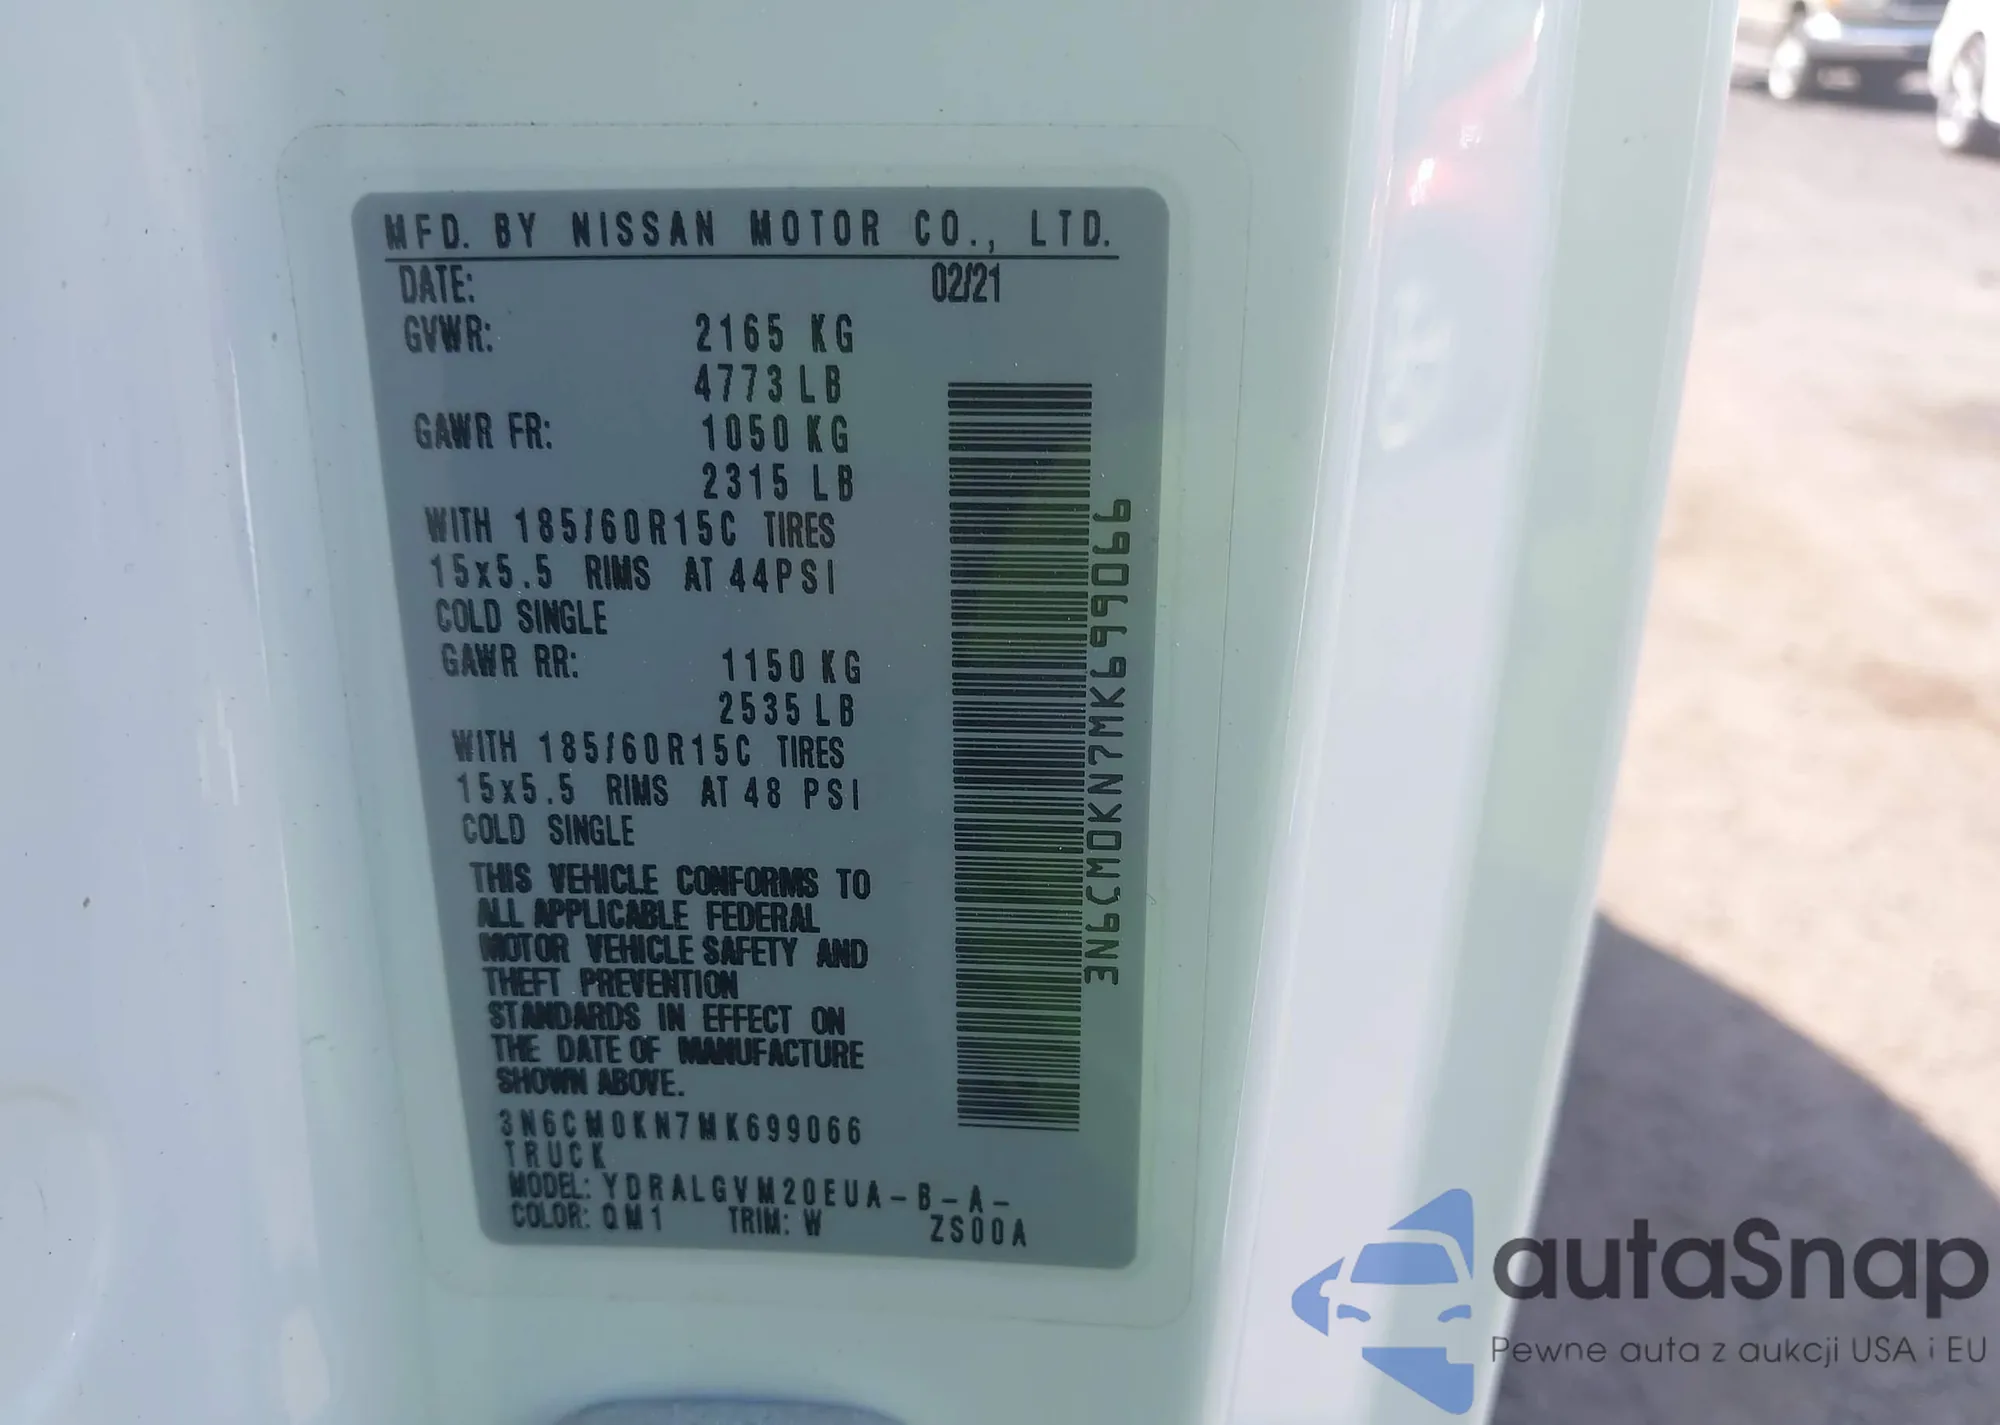 MFD. BY NISSAN MOTOR CO., LTD.
DATE: 02/21
GVWR: 2165 KG
4773 LB
GAWR FR: 1050 KG
2315 LB
WITH 185/60R15C TIRES
15x5.5 RIMS AT 44PSI
COLD SINGLE
GAWR RR: 1150 KG
2535 LB
WITH 185/60R15C TIRES
15x5.5 RIMS AT 48 PSI
COLD SINGLE
THIS VEHICLE CONFORMS TO
ALL APPLICABLE FEDERAL
MOTOR VEHICLE SAFETY AND
THEFT PREVENTION
STANDARDS IN EFFECT ON
THE DATE OF MANUFACTURE
SHOWN ABOVE.
3N6CM0KN7MK699066
TRUCK
MODEL: YDRALGVM20EUA-B-A-
COLOR: QM1 TRIM: W ZS00A
3N6CM0KN7MK699066
autaSnap
Pewne auta z aukcji USA i EU